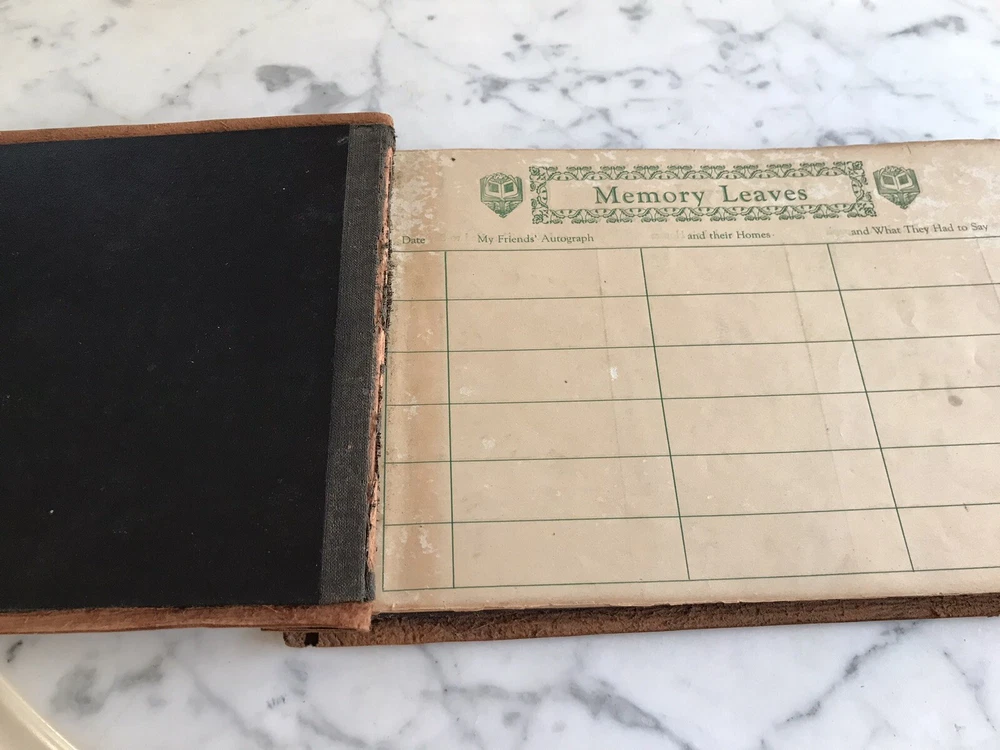 Memory Leaves
Date My Friends' Autograph and their Homes and What They Had to Say